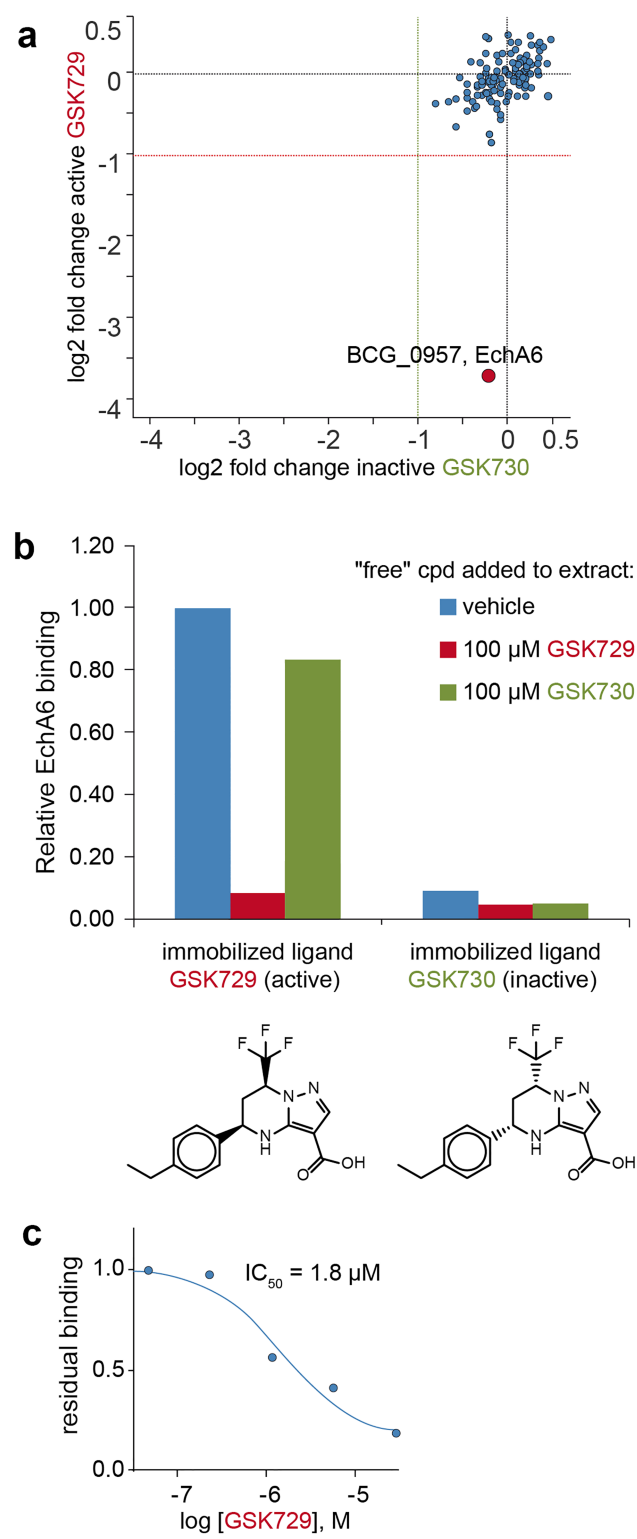 a
log2 fold change active GSK729
0.5
0
-1
-2
-3
-4
BCG_0957, EchA6
-4
-3
-2
-1
0
0.5
log2 fold change inactive GSK730
b
Relative EchA6 binding
1.20
1.00
0.80
0.60
0.40
0.20
0.00
"free" cpd added to extract:
vehicle
100 µM GSK729
100 µM GSK730
immobilized ligand
GSK729 (active)
immobilized ligand
GSK730 (inactive)
F
F
F
N
N
N
H
O
OH
F
F
F
N
N
N
H
O
OH
c
residual binding
1.0
0.5
0.0
IC50 = 1.8 µM
-7
-6
-5
log [GSK729], M